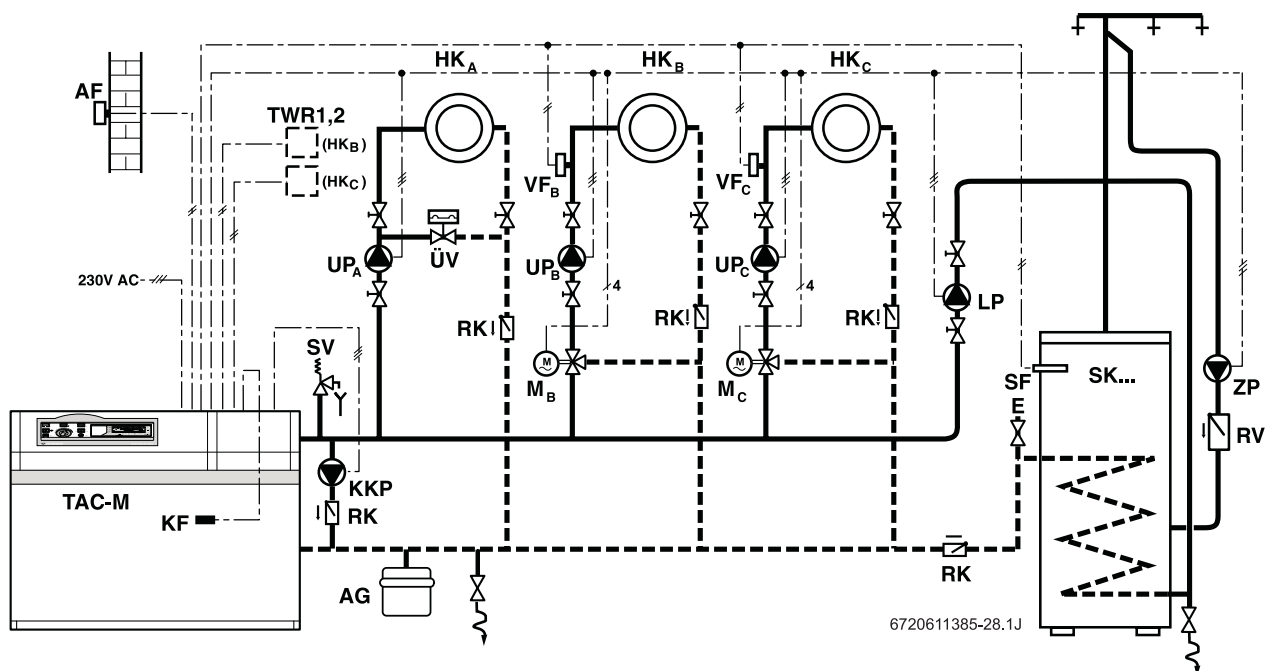 HKA
HKB
HKC
AF
TWR1,2
(HKB)
(HKC)
VFB
VFC
UPA
ÜV
UPB
UPC
230V AC
4
4
LP
RK
RK
RK
SV
M
M
MB
MC
SF
SK...
ZP
E
RV
KKP
TAC-M
RK
KF
RK
AG
6720611385-28.1J